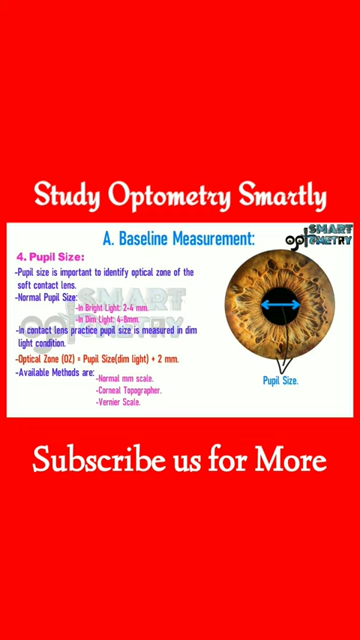 Study Optometry Smartly
SMART
optOMETRY
A. Baseline Measurement:
4. Pupil Size:
-Pupil size is important to identify optical zone of the
soft contact lens.
-Normal Pupil Size:
-In Bright Light: 2-4 mm.
-In Dim Light: 4-8mm.
-In contact lens practice pupil size is measured in dim
light condition.
-Optical Zone (OZ) = Pupil Size(dim light) + 2 mm.
-Available Methods are:
-Normal mm scale.
-Corneal Topographer.
-Vernier Scale.
SMART
optOMETRY
Pupil Size.
Subscribe us for More